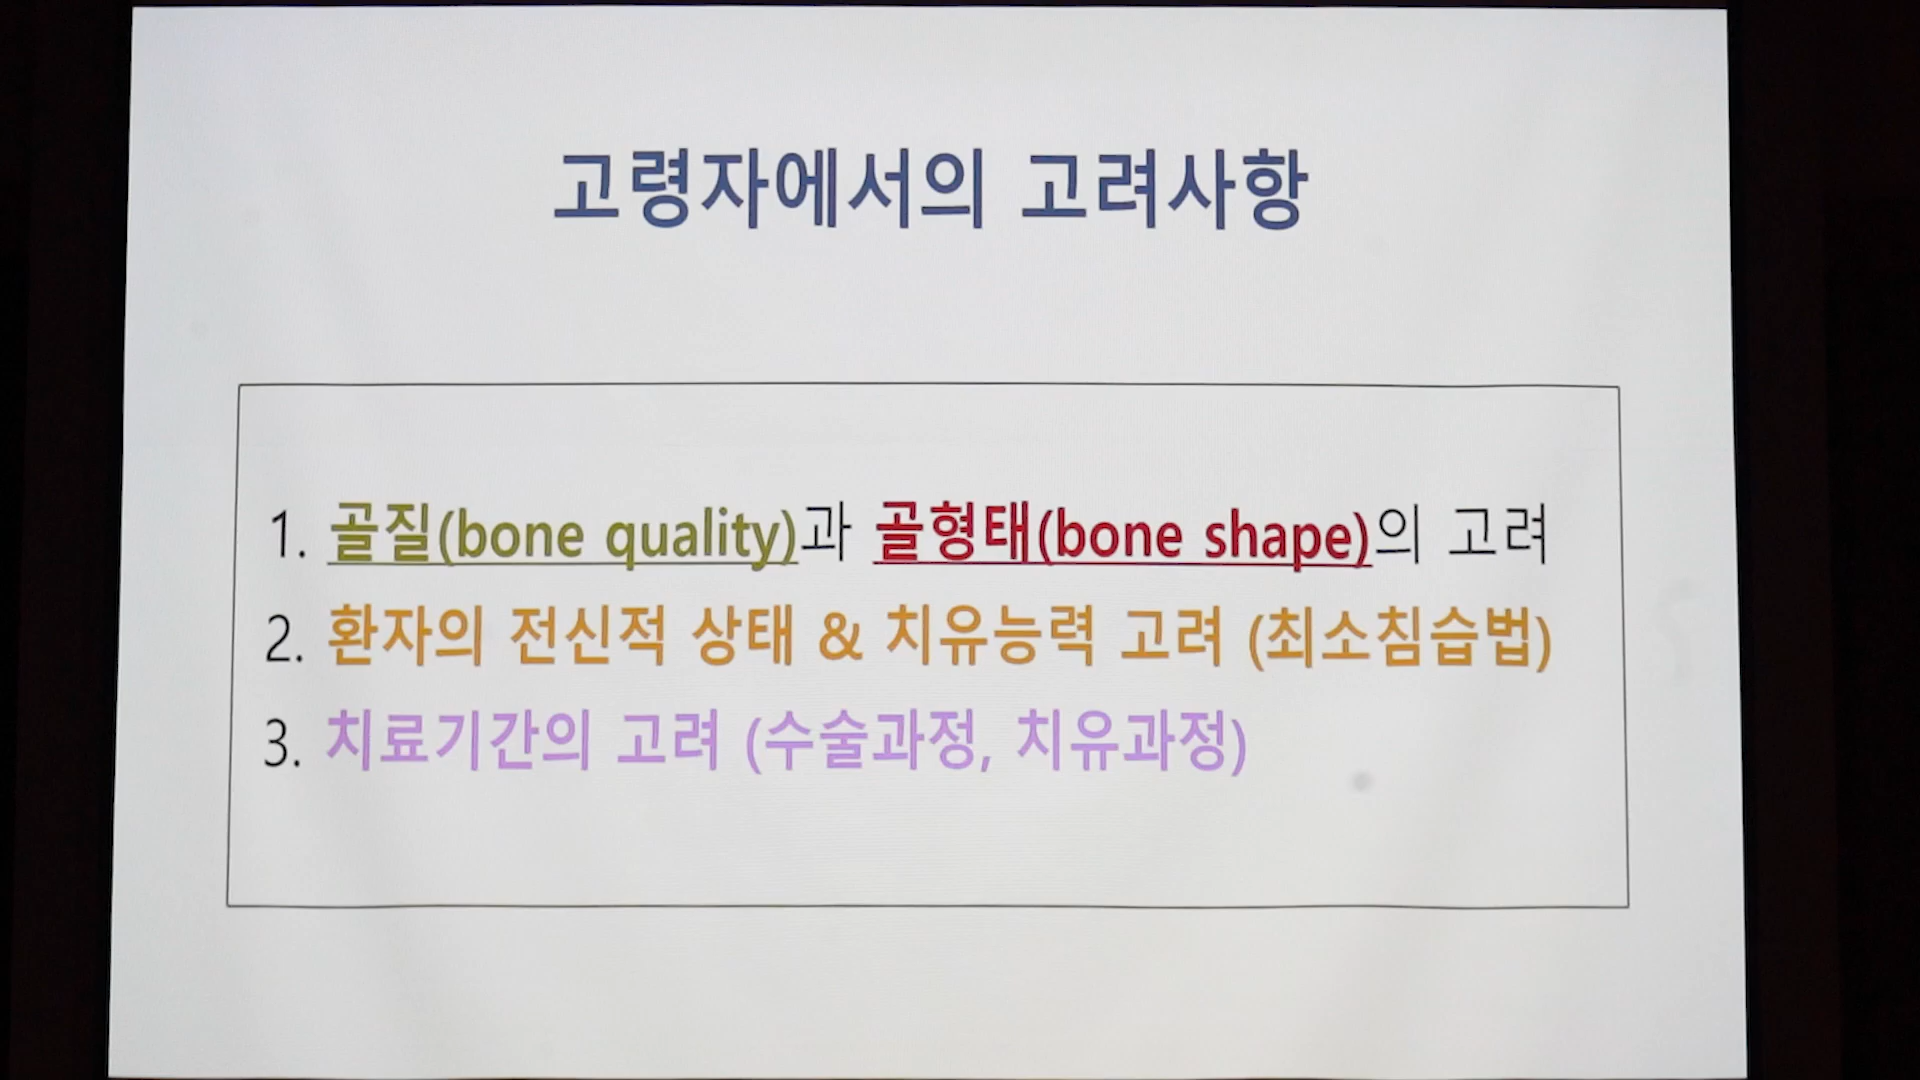 고령자에서의 고려사항
1. 골질(bone quality)과 골형태(bone shape)의 고려
2. 환자의 전신적 상태 & 치유능력 고려 (최소침습법)
3. 치료기간의 고려 (수술과정, 치유과정)